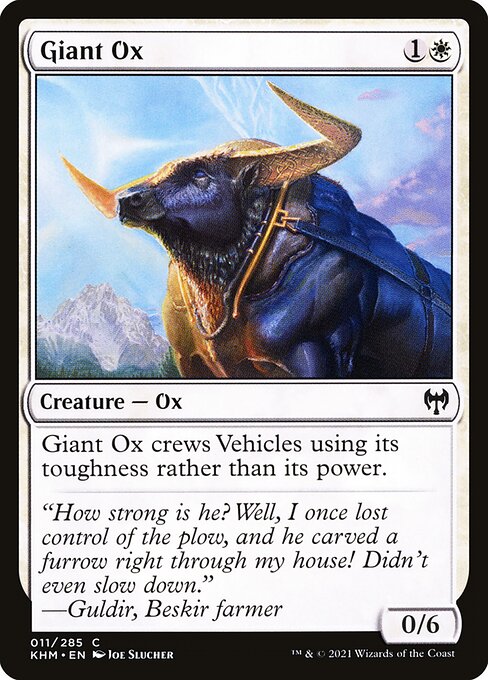 Giant Ox 1
Creature — Ox
Giant Ox crews Vehicles using its
toughness rather than its power.
“How strong is he? Well, I once lost
control of the plow, and he carved a
furrow right through my house! Didn’t
even slow down.”
—Guldir, Beskir farmer
0/6
011/285 C
KHM • EN Joe Slucher
™ & © 2021 Wizards of the Coast